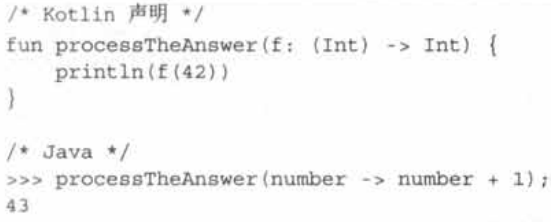 /* Kotlin 声明 */
fun processTheAnswer(f: (Int) -> Int) {
    println(f(42))
}
/* Java */
>>> processTheAnswer(number -> number + 1);
43